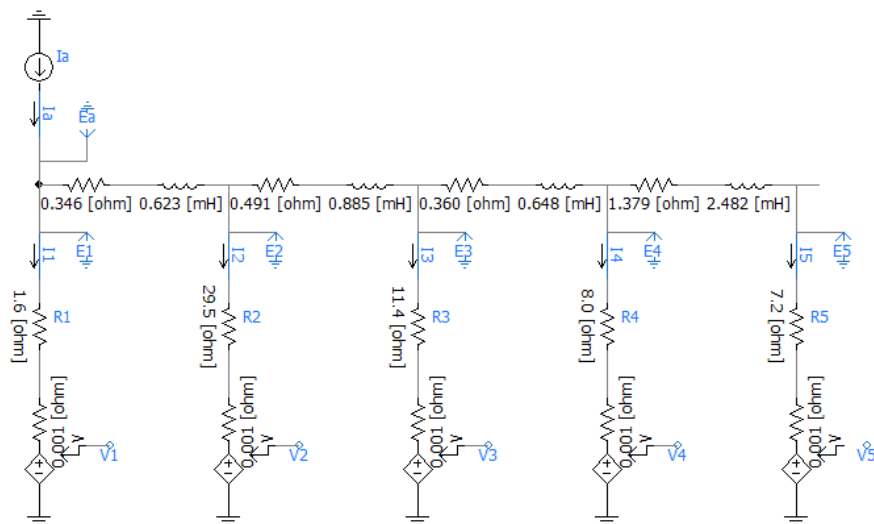 Ia
Ia
Ea
0.346 [ohm] 0.623 [mH] 0.491 [ohm] 0.885 [mH] 0.360 [ohm] 0.648 [mH] 1.379 [ohm] 2.482 [mH]
I1 E1 I2 E2 I3 E3 I4 E4 I5 E5
1.6 [ohm] R1 29.5 [ohm] R2 11.4 [ohm] R3 8.0 [ohm] R4 7.2 [ohm] R5
0.001 [ohm] V 0.001 [ohm] V 0.001 [ohm] V 0.001 [ohm] V 0.001 [ohm] V
V1 V2 V3 V4 V5